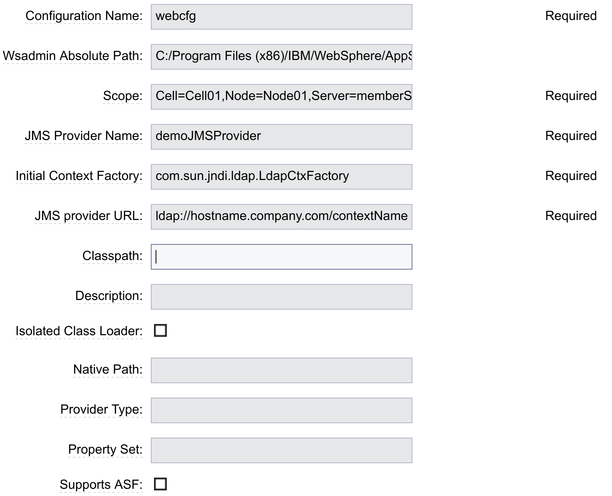 Configuration Name: webcfg Required
Wsadmin Absolute Path: C:/Program Files (x86)/IBM/WebSphere/AppS Required
Scope: Cell=Cell01,Node=Node01,Server=memberS Required
JMS Provider Name: demoJMSProvider Required
Initial Context Factory: com.sun.jndi.ldap.LdapCtxFactory Required
JMS provider URL: ldap://hostname.company.com/contextName Required
Classpath:
Description:
Isolated Class Loader:
Native Path:
Provider Type:
Property Set:
Supports ASF: